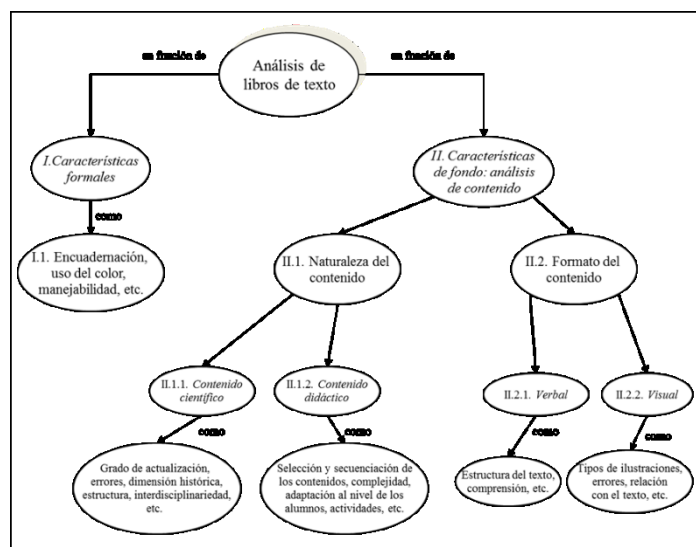 en función de
en función de
Análisis de
libros de texto
I.Características
formales
II. Características
de fondo: análisis
de contenido
como
I.1. Encuadernación,
uso del color,
manejabilidad, etc.
II.1. Naturaleza del
contenido
II.2. Formato del
contenido
II.1.1. Contenido
científico
II.1.2. Contenido
didáctico
II.2.1. Verbal
II.2.2. Visual
como
como
como
como
Grado de actualización,
errores, dimensión histórica,
estructura, interdisciplinariedad,
etc.
Selección y secuenciación de
los contenidos, complejidad,
adaptación al nivel de los
alumnos, actividades, etc.
Estructura del texto,
comprensión, etc.
Tipos de ilustraciones,
errores, relación
con el texto, etc.